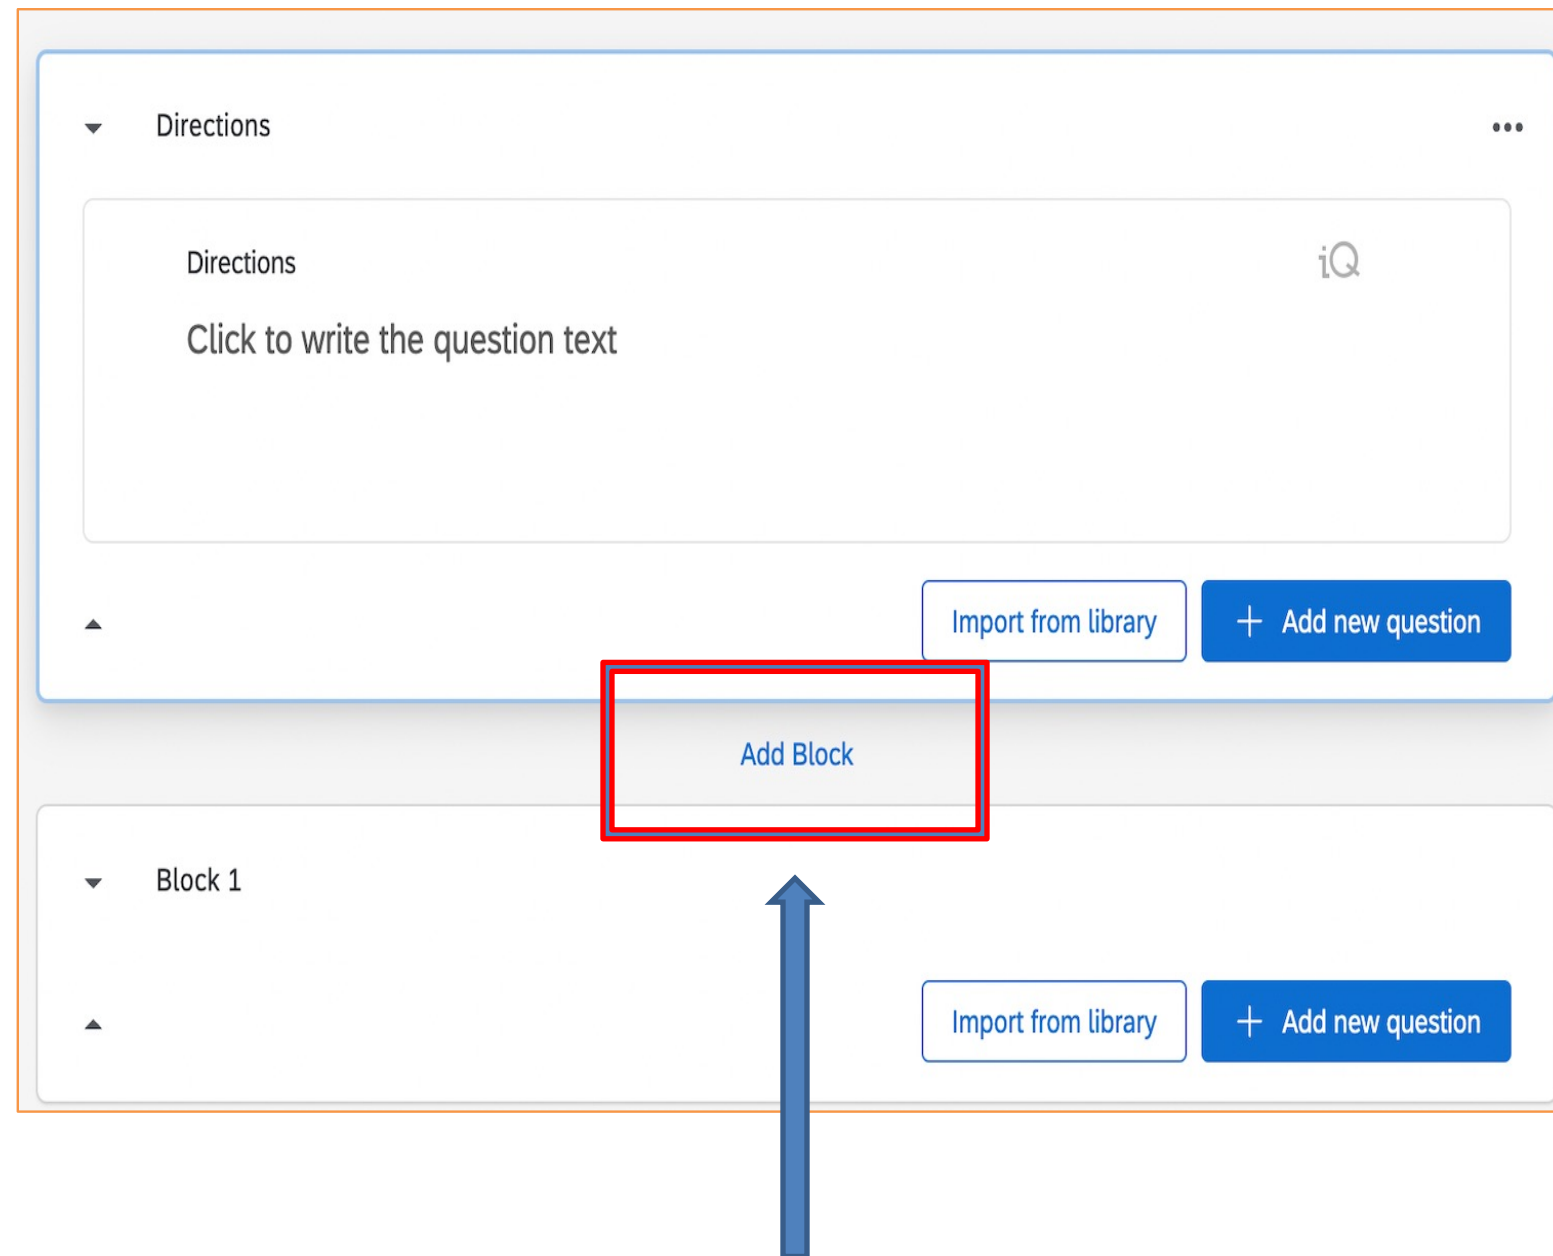 Directions
Directions
iQ
Click to write the question text
Import from library
+ Add new question
Add Block
Block 1
Import from library
+ Add new question